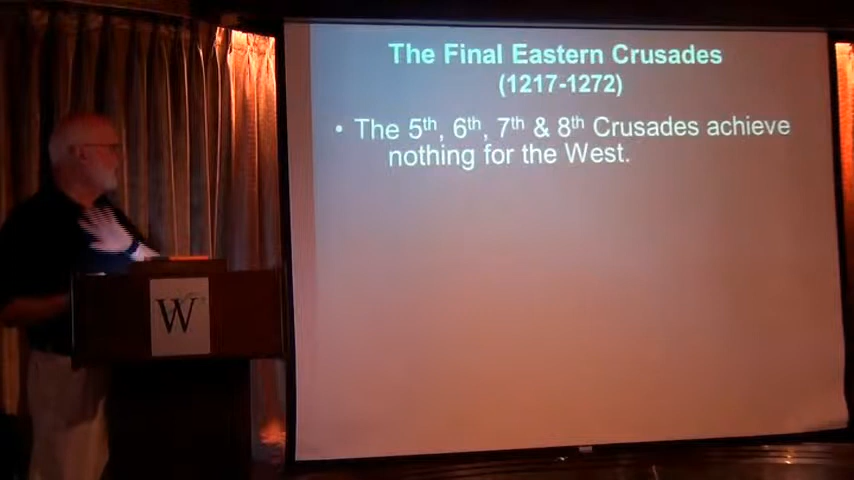 The Final Eastern Crusades
(1217-1272)
• The 5th, 6th, 7th & 8th Crusades achieve
nothing for the West.
W